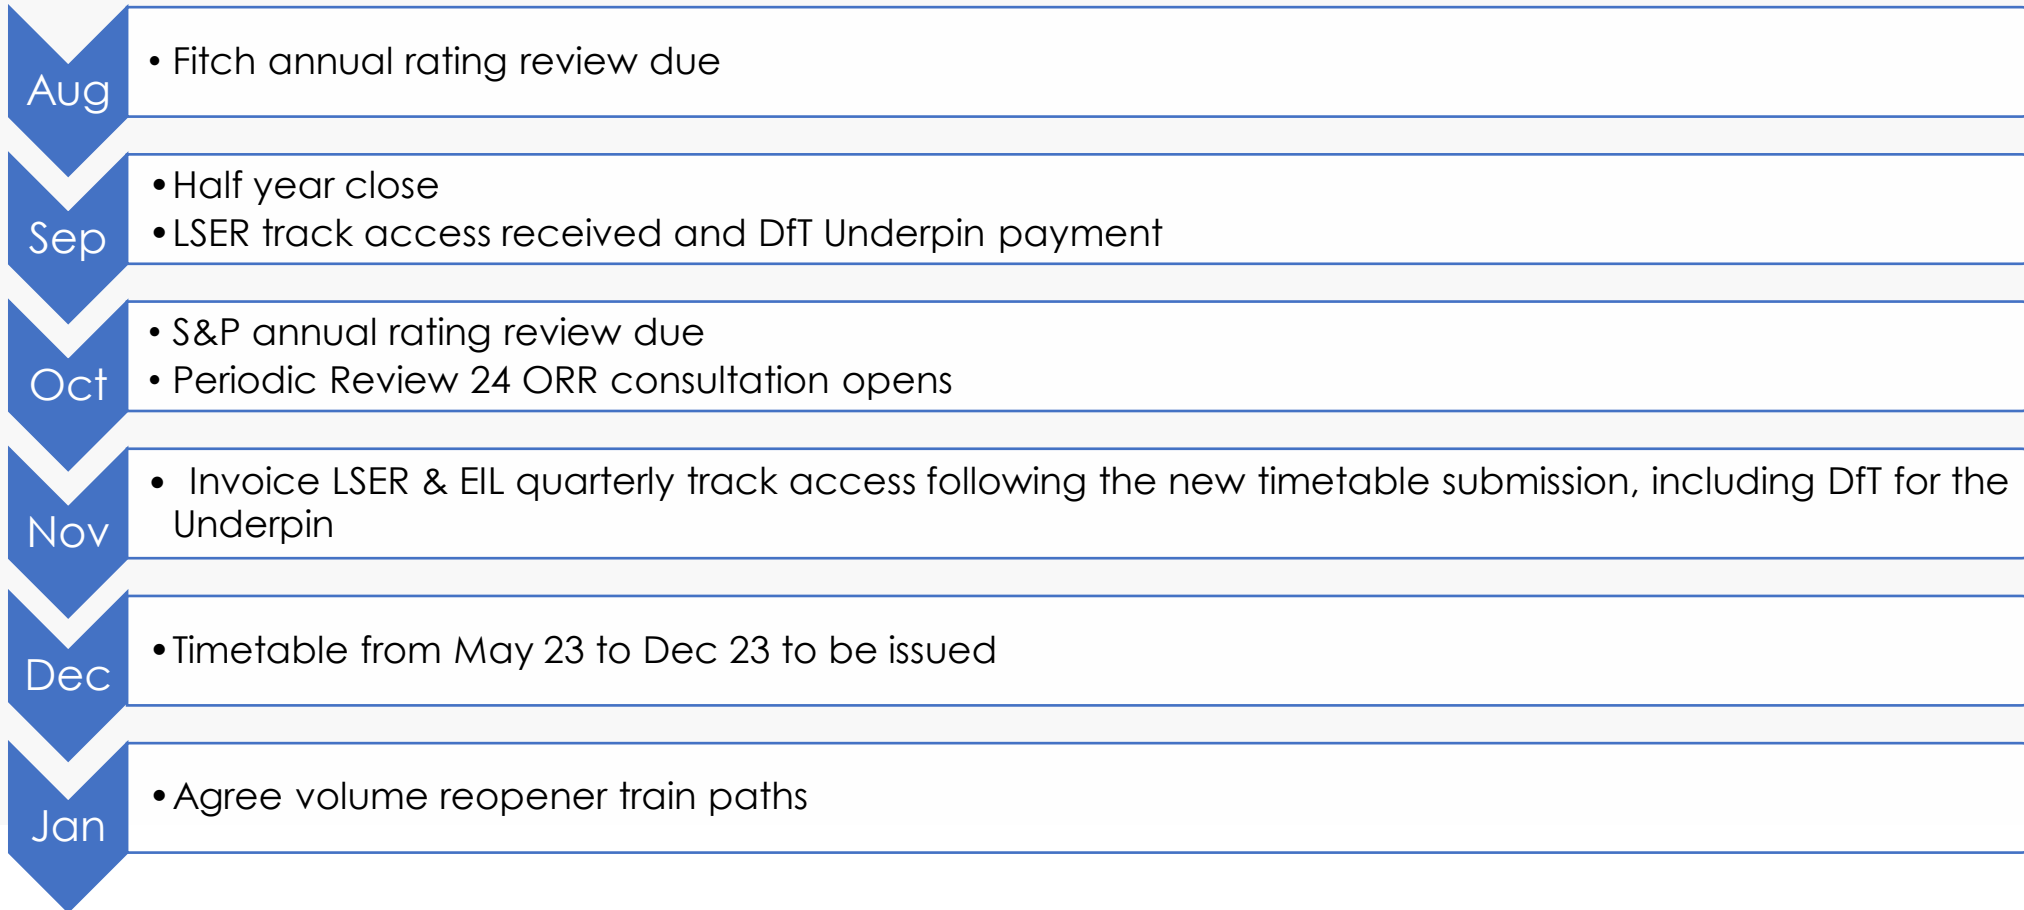 Aug
• Fitch annual rating review due
Sep
•Half year close
•LSER track access received and DfT Underpin payment
Oct
• S&P annual rating review due
• Periodic Review 24 ORR consultation opens
Nov
• Invoice LSER & EIL quarterly track access following the new timetable submission, including DfT for the
Underpin
Dec
•Timetable from May 23 to Dec 23 to be issued
Jan
•Agree volume reopener train paths